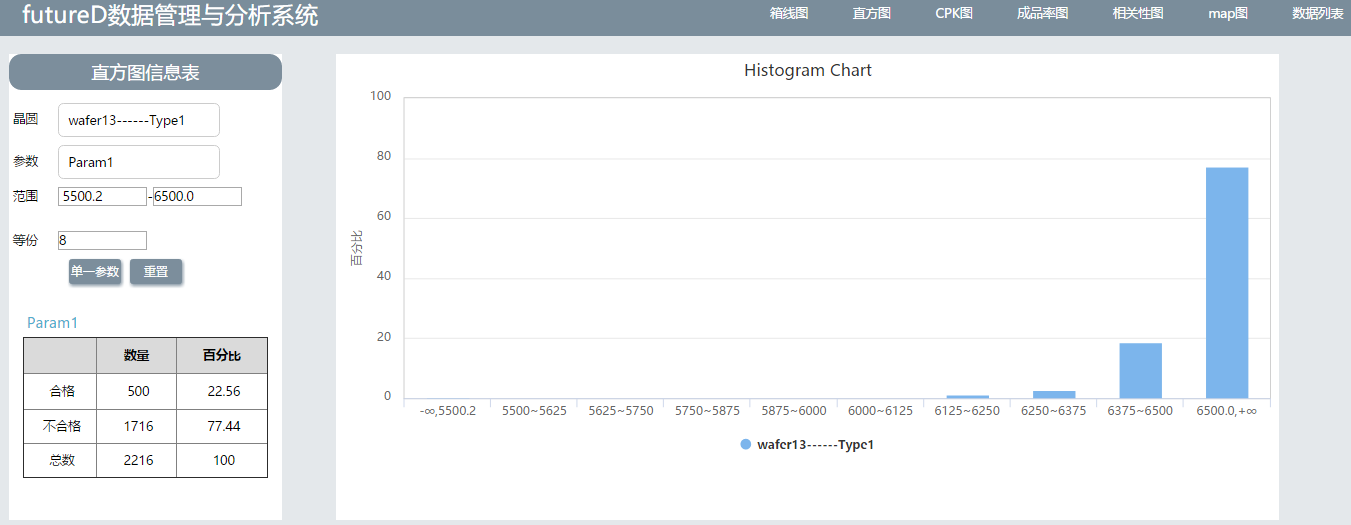 futureD数据管理与分析系统
箱线图 直方图 CPK图 成品率图 相关性图 map图 数据列表
直方图信息表
晶圆 wafer13------Type1
参数 Param1
范围 5500.2 -6500.0
等份 8
单一参数 重置
Param1
数量 百分比
合格 500 22.56
不合格 1716 77.44
总数 2216 100
Histogram Chart
百分比
100
80
60
40
20
0
-∞,5500.2 5500~5625 5625~5750 5750~5875 5875~6000 6000~6125 6125~6250 6250~6375 6375~6500 6500.0,+∞
wafer13------Type1